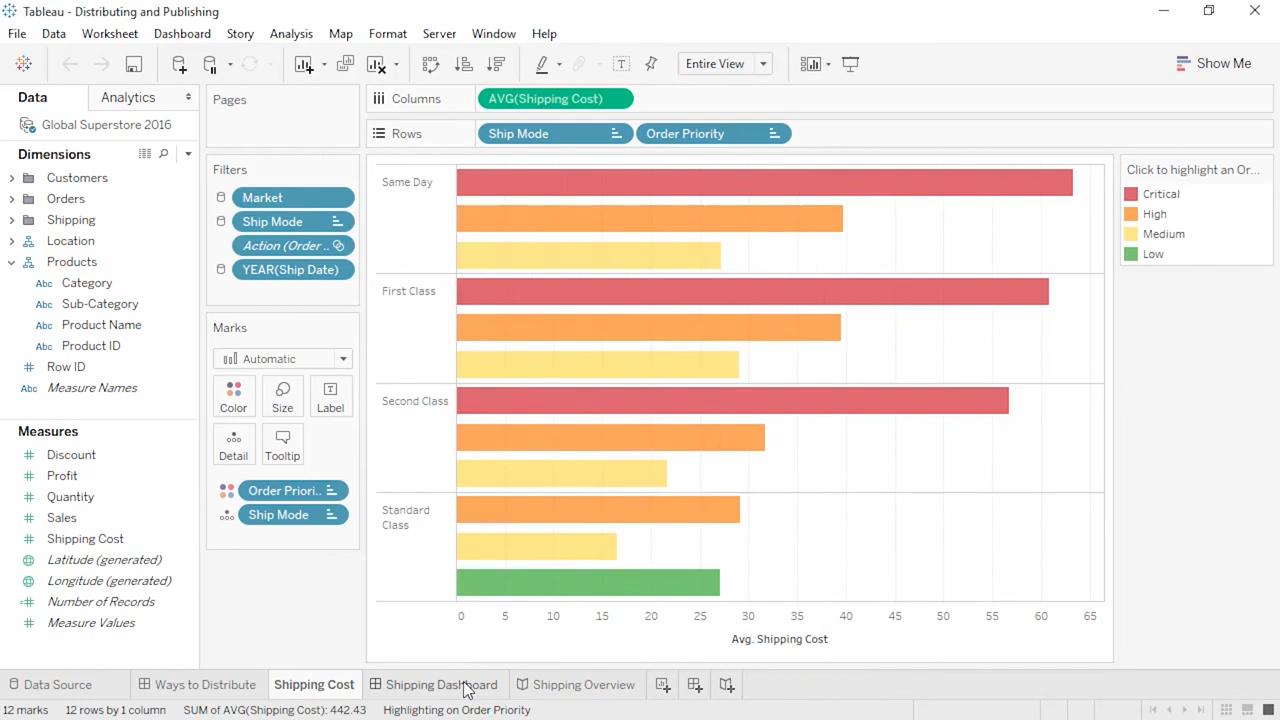 Tableau - Distributing and Publishing
File Data Worksheet Dashboard Story Analysis Map Format Server Window Help
Entire View
Show Me
Data Analytics
Global Superstore 2016
Dimensions
Customers
Orders
Shipping
Location
Products
Abc Category
Abc Sub-Category
Abc Product Name
Abc Product ID
# Row ID
Abc Measure Names
Measures
# Discount
# Profit
# Quantity
# Sales
# Shipping Cost
Latitude (generated)
Longitude (generated)
=# Number of Records
# Measure Values
Pages
Filters
Market
Ship Mode
Action (Order ..
YEAR(Ship Date)
Marks
Automatic
Color Size Label
Detail Tooltip
Order Priori..
Ship Mode
Columns AVG(Shipping Cost)
Rows Ship Mode Order Priority
Same Day
First Class
Second Class
Standard
Class
0 5 10 15 20 25 30 35 40 45 50 55 60 65
Avg. Shipping Cost
Click to highlight an Or...
Critical
High
Medium
Low
Data Source Ways to Distribute Shipping Cost Shipping Dashboard Shipping Overview
12 marks 12 rows by 1 column SUM of AVG(Shipping Cost): 442.43 Highlighting on Order Priority